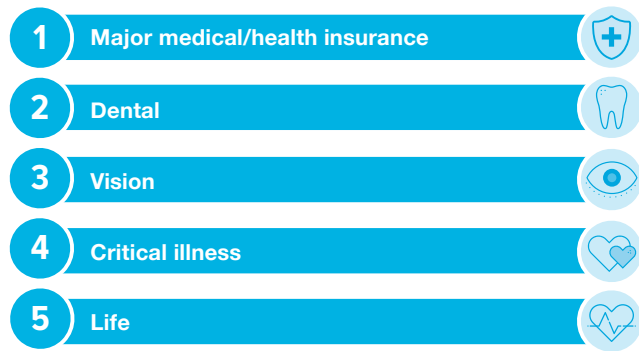 1 Major medical/health insurance
2 Dental
3 Vision
4 Critical illness
5 Life